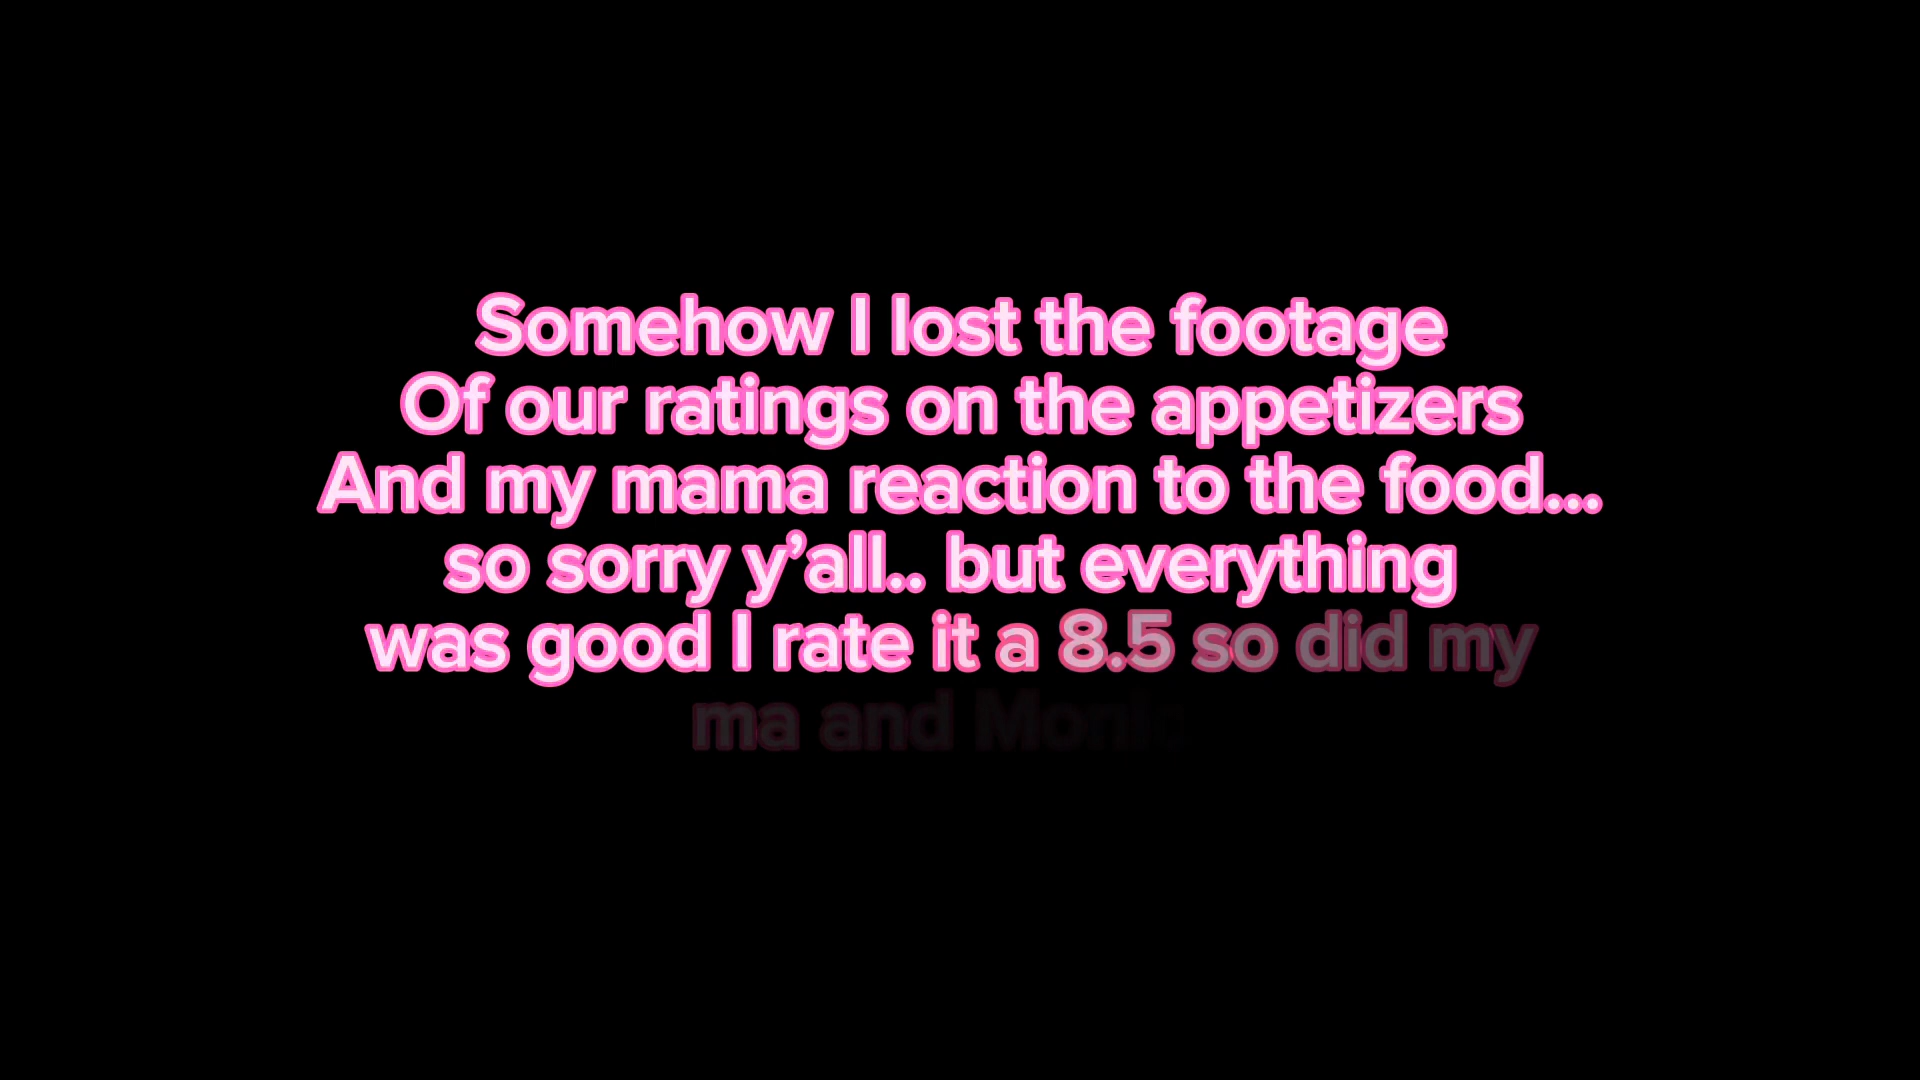 Somehow I lost the footage
Of our ratings on the appetizers
And my mama reaction to the food...
so sorry y’all.. but everything
was good I rate it a 8.5 so did my
ma and